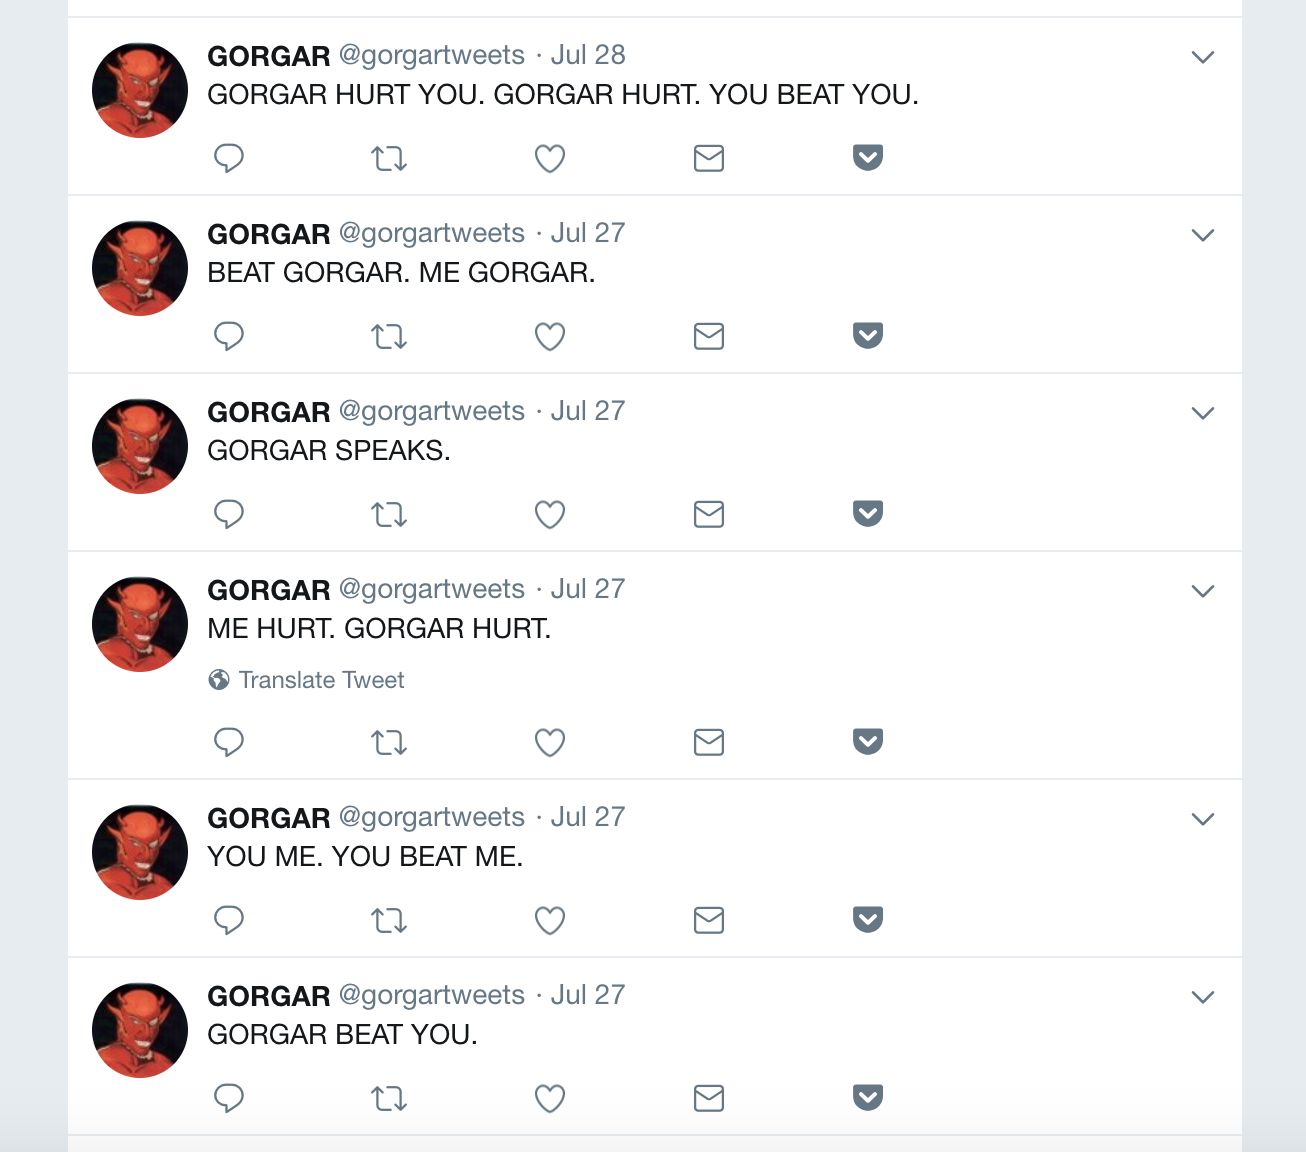 GORGAR @gorgartweets · Jul 28
GORGAR HURT YOU. GORGAR HURT. YOU BEAT YOU.
GORGAR @gorgartweets · Jul 27
BEAT GORGAR. ME GORGAR.
GORGAR @gorgartweets · Jul 27
GORGAR SPEAKS.
GORGAR @gorgartweets · Jul 27
ME HURT. GORGAR HURT.
Translate Tweet
GORGAR @gorgartweets · Jul 27
YOU ME. YOU BEAT ME.
GORGAR @gorgartweets · Jul 27
GORGAR BEAT YOU.